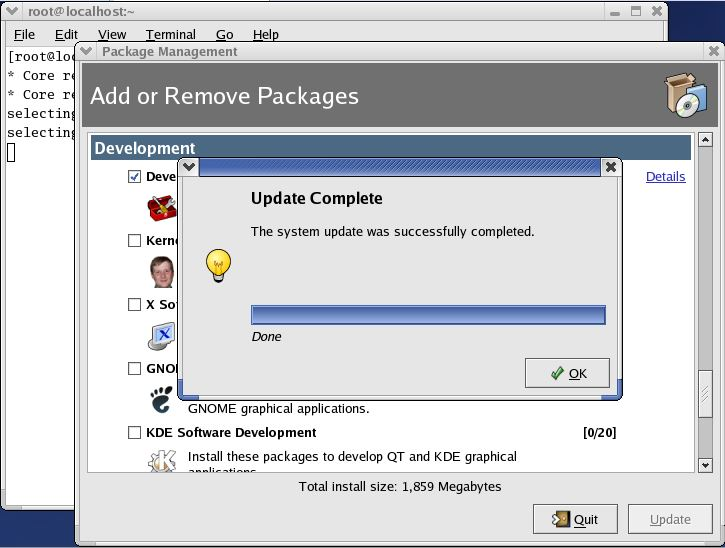 root@localhost:~
File Edit View Terminal Go Help
[root@loc
* Core re
* Core re
selecting
selecting
Package Management
Add or Remove Packages
Development
Deve
Details
Kerne
X Sof
GNO
GNOME graphical applications.
KDE Software Development [0/20]
Install these packages to develop QT and KDE graphical
applications.
Update Complete
The system update was successfully completed.
Done
OK
Total install size: 1,859 Megabytes
Quit Update